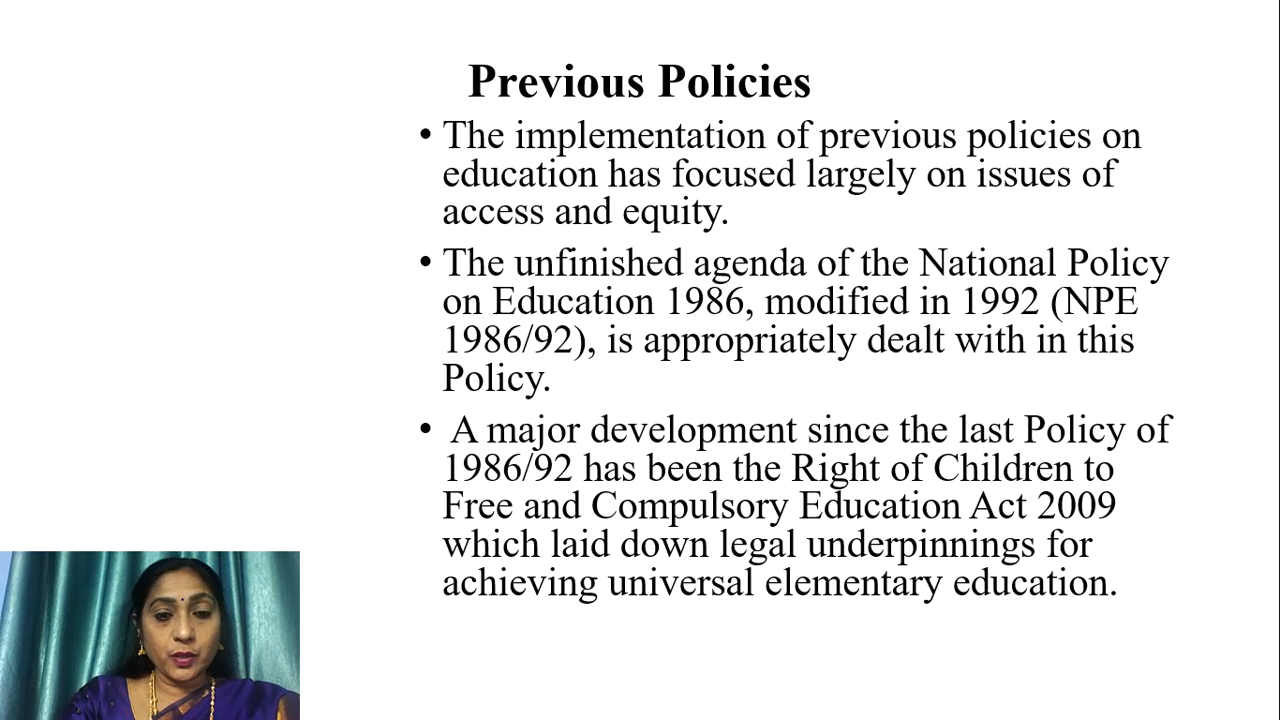 Previous Policies
• The implementation of previous policies on
education has focused largely on issues of
access and equity.
• The unfinished agenda of the National Policy
on Education 1986, modified in 1992 (NPE
1986/92), is appropriately dealt with in this
Policy.
• A major development since the last Policy of
1986/92 has been the Right of Children to
Free and Compulsory Education Act 2009
which laid down legal underpinnings for
achieving universal elementary education.